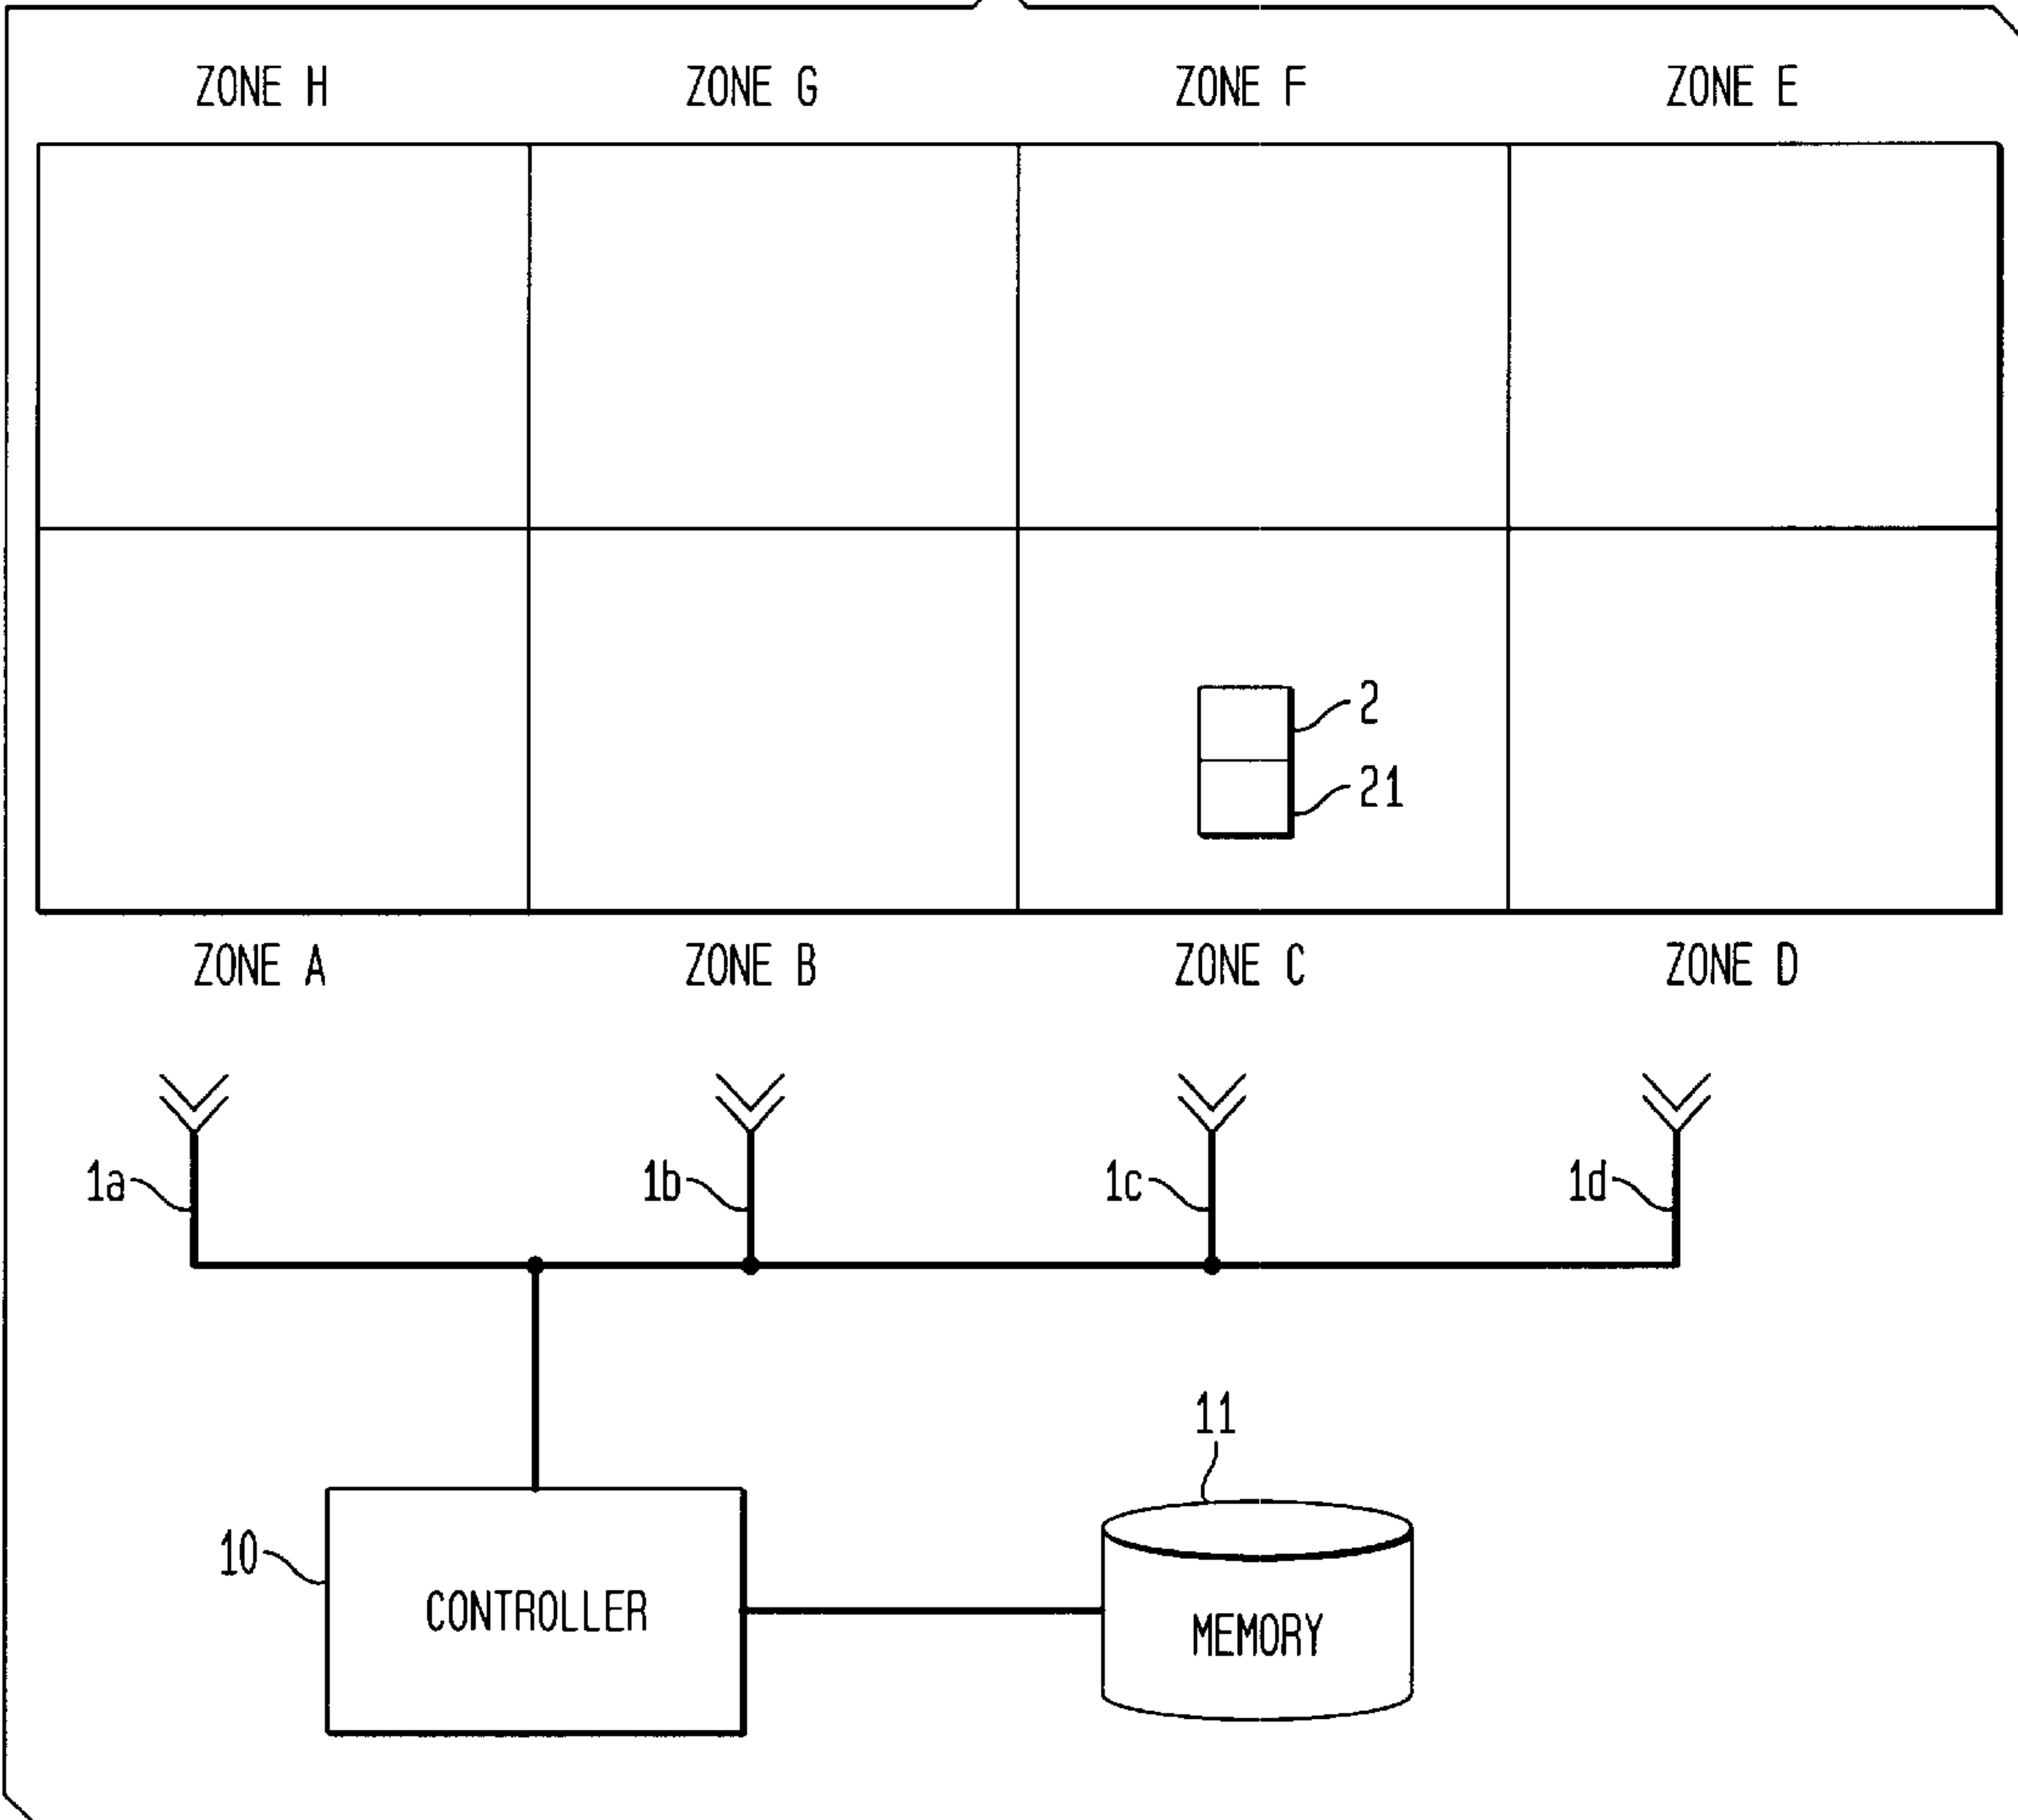 ZONE H ZONE G ZONE F ZONE E
2
21
ZONE A ZONE B ZONE C ZONE D
1a 1b 1c 1d
11
10
CONTROLLER
MEMORY